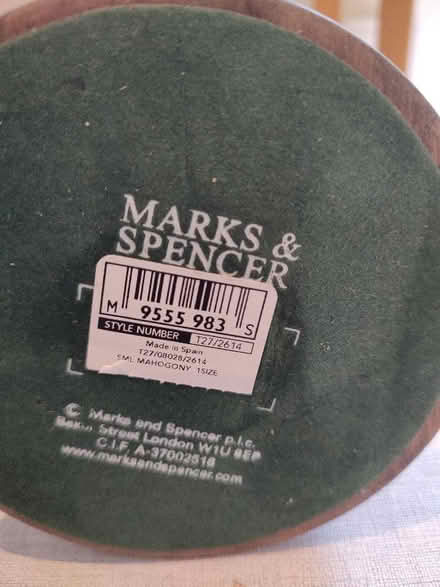 MARKS &
SPENCER
M 9555 983 S
STYLE NUMBER T27/2614
Made in Spain
T27/08028/2614
SML MAHOGONY 1SIZE
© Marks and Spencer p.l.c.
Street London W1U 8EP
C.I.F. A-37002518
www.marksandspencer.com